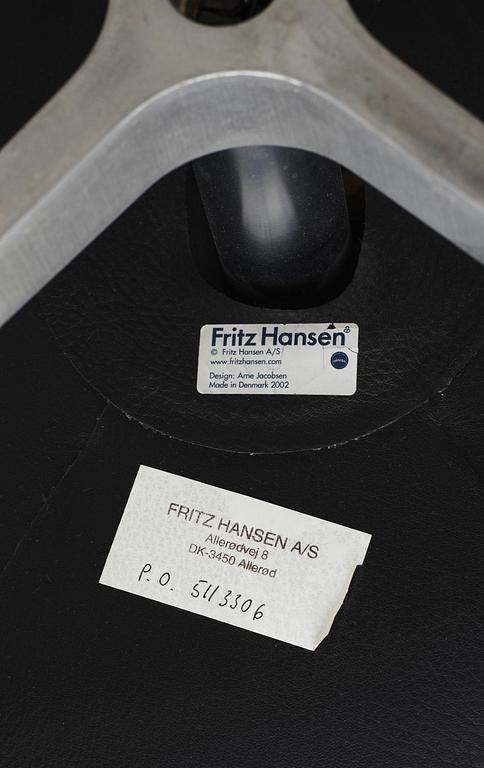 Fritz Hansen
© Fritz Hansen A/S
www.fritzhansen.com
Design: Arne Jacobsen
Made in Denmark 2002
FRITZ HANSEN A/S
Allerødvej 8
DK-3450 Allerød
P.O. 5113306